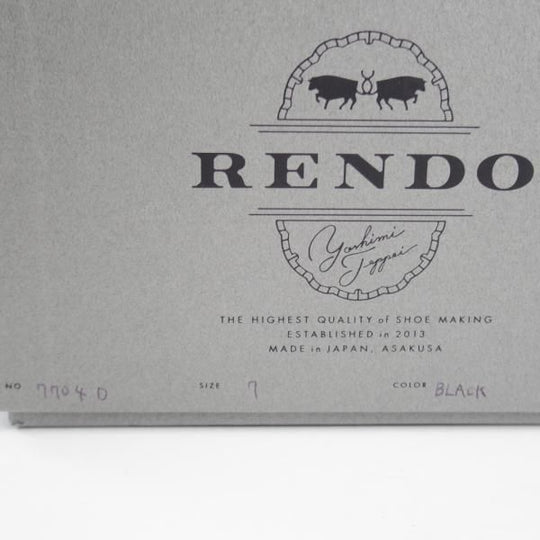 RENDO
Yoshimi
Teppei
THE HIGHEST QUALITY of SHOE MAKING
ESTABLISHED in 2013
MADE in JAPAN, ASAKUSA
NO 7704 D SIZE 7 COLOR BLACK